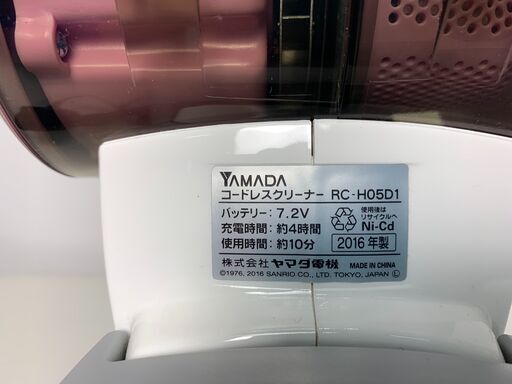 YAMADA
コードレスクリーナー RC-H05D1
バッテリー：7.2V
充電時間：約4時間
使用時間：約10分
使用後は
リサイクルへ
Ni-Cd
2016年製
株式会社 ヤマダ電機 MADE IN CHINA
©1976, 2016 SANRIO CO., LTD. TOKYO, JAPAN Ⓛ